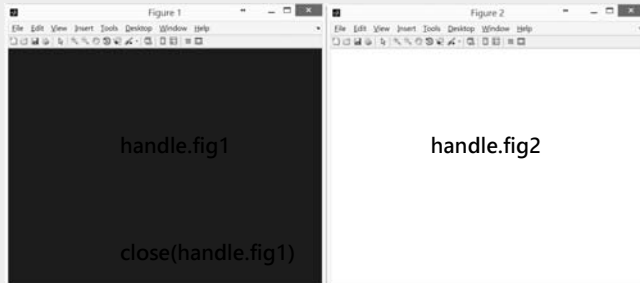 Figure 1
File Edit View Insert Tools Desktop Window Help
handle.fig1
close(handle.fig1)
Figure 2
File Edit View Insert Tools Desktop Window Help
handle.fig2